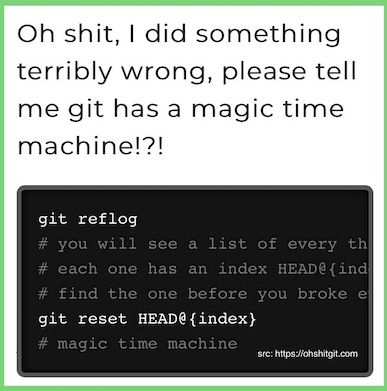 Oh shit, I did something
terribly wrong, please tell
me git has a magic time
machine!?!
git reflog
# you will see a list of every th
# each one has an index HEAD@{ind
# find the one before you broke e
git reset HEAD@{index}
# magic time machine
src: https://ohshitgit.com